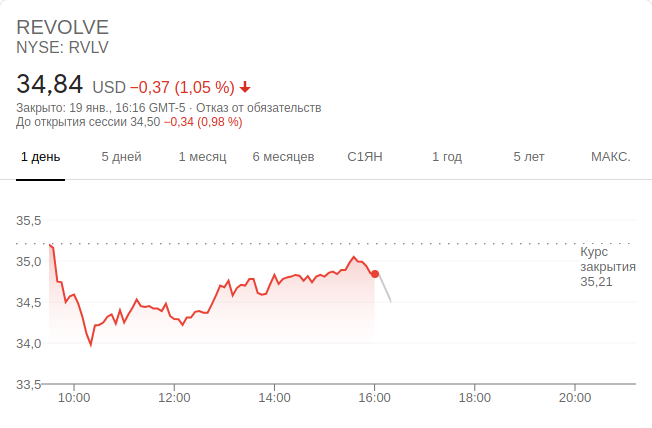 REVOLVE
NYSE: RVLV
34,84 USD −0,37 (1,05 %)
Закрыто: 19 янв., 16:16 GMT-5 · Отказ от обязательств
До открытия сессии 34,50 −0,34 (0,98 %)
1 день 5 дней 1 месяц 6 месяцев С1ЯН 1 год 5 лет МАКС.
35,5
35,0
34,5
34,0
33,5
Курс
закрытия
35,21
10:00 12:00 14:00 16:00 18:00 20:00